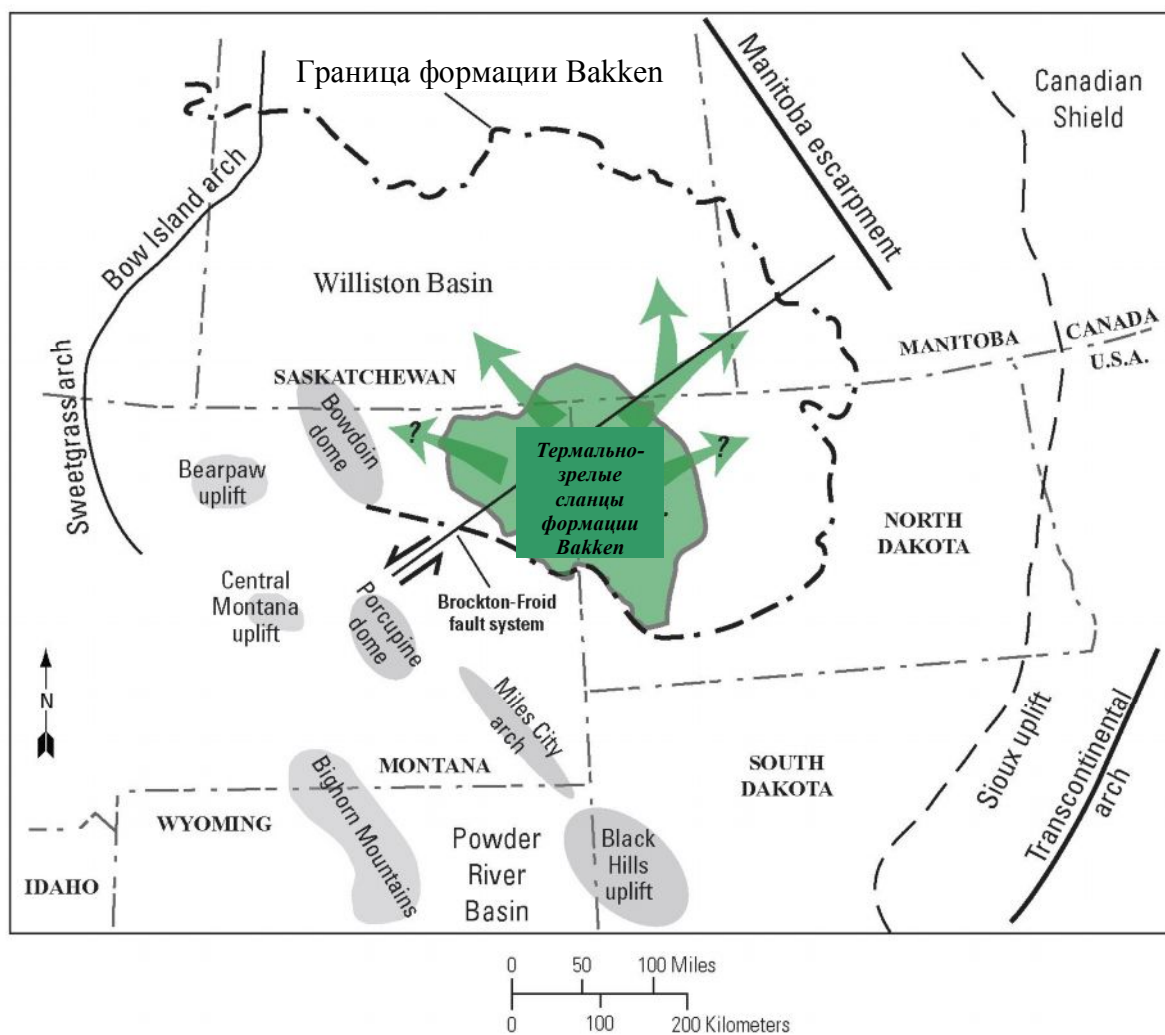 Граница формации Bakken
Manitoba escarpment
Canadian
Shield
Bow Island arch
Williston Basin
MANITOBA
CANADA
U.S.A.
SASKATCHEWAN
Sweetgrass arch
Bowdoin
dome
?
?
Bearpaw
uplift
Термально-
зрелые
сланцы
формации
Bakken
NORTH
DAKOTA
Central
Montana
uplift
Porcupine
dome
Brockton-Froid
fault system
N
Miles City
arch
MONTANA
SOUTH
DAKOTA
Sioux uplift
Transcontinental
arch
WYOMING
Bighorn Mountains
Powder
River
Basin
Black
Hills
uplift
IDAHO
0 50 100 Miles
0 100 200 Kilometers